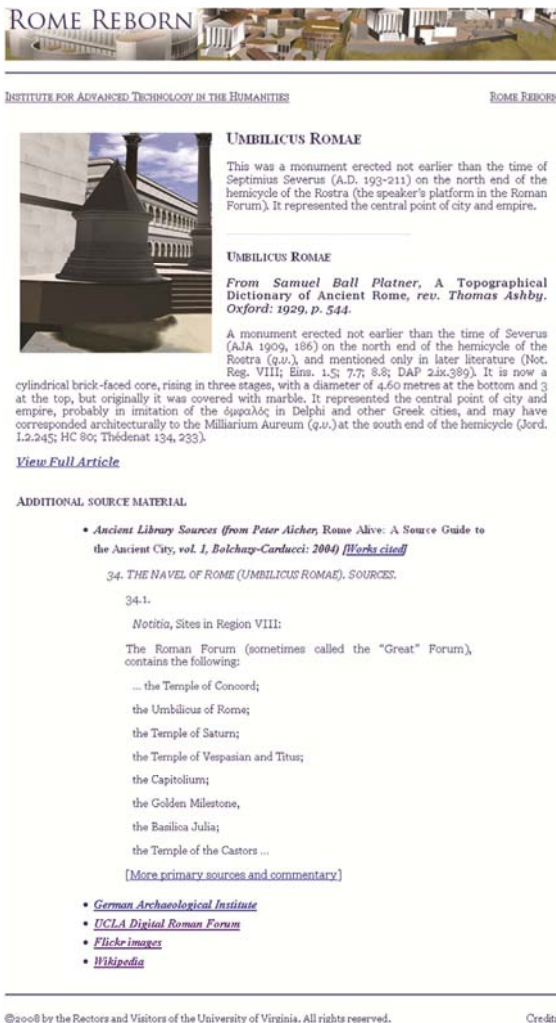 ROME REBORN
INSTITUTE FOR ADVANCED TECHNOLOGY IN THE HUMANITIES
ROME REBORN
UMBILICUS ROMAE
This was a monument erected not earlier than the time of
Septimius Severus (A.D. 193-211) on the north end of the
hemicycle of the Rostra (the speaker's platform in the Roman
Forum). It represented the central point of city and empire.
UMBILICUS ROMAE
From Samuel Ball Platner, A Topographical
Dictionary of Ancient Rome, rev. Thomas Ashby.
Oxford: 1929, p. 544.
A monument erected not earlier than the time of Severus
(AJA 1909, 186) on the north end of the hemicycle of the
Rostra (q.v.), and mentioned only in later literature (Not.
Reg. VIII; Eins. 1.5; 7.7; 8.8; DAP 2.ix.389). It is now a
cylindrical brick-faced core, rising in three stages, with a diameter of 4.60 metres at the bottom and 3
at the top, but originally it was covered with marble. It represented the central point of city and
empire, probably in imitation of the ὀμφαλός in Delphi and other Greek cities, and may have
corresponded architecturally to the Milliarium Aureum (q.v.) at the south end of the hemicycle (Jord.
I.2.245; HC 80; Thédenat 134, 233).
View Full Article
ADDITIONAL SOURCE MATERIAL
• Ancient Library Sources (from Peter Aicher, Rome Alive: A Source Guide to
the Ancient City, vol. 1, Bolchazy-Carducci: 2004) [Works cited]
34. THE NAVEL OF ROME (UMBILICUS ROMAE). SOURCES.
34.1.
Notitia, Sites in Region VIII:
The Roman Forum (sometimes called the "Great" Forum),
contains the following:
... the Temple of Concord;
the Umbilicus of Rome;
the Temple of Saturn;
the Temple of Vespasian and Titus;
the Capitolium;
the Golden Milestone,
the Basilica Julia;
the Temple of the Castors ...
[More primary sources and commentary]
• German Archaeological Institute
• UCLA Digital Roman Forum
• Flickr images
• Wikipedia
©2008 by the Rectors and Visitors of the University of Virginia. All rights reserved.
Credits